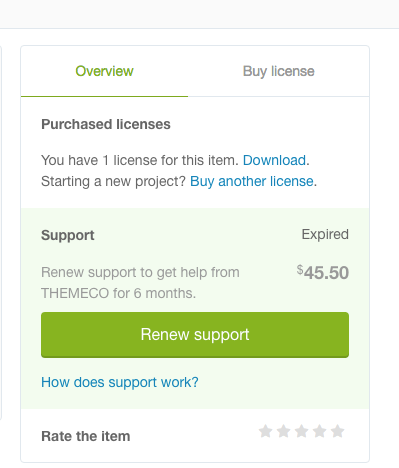 Overview Buy license
Purchased licenses
You have 1 license for this item. Download.
Starting a new project? Buy another license.
Support Expired
Renew support to get help from $45.50
THEMECO for 6 months.
Renew support
How does support work?
Rate the item